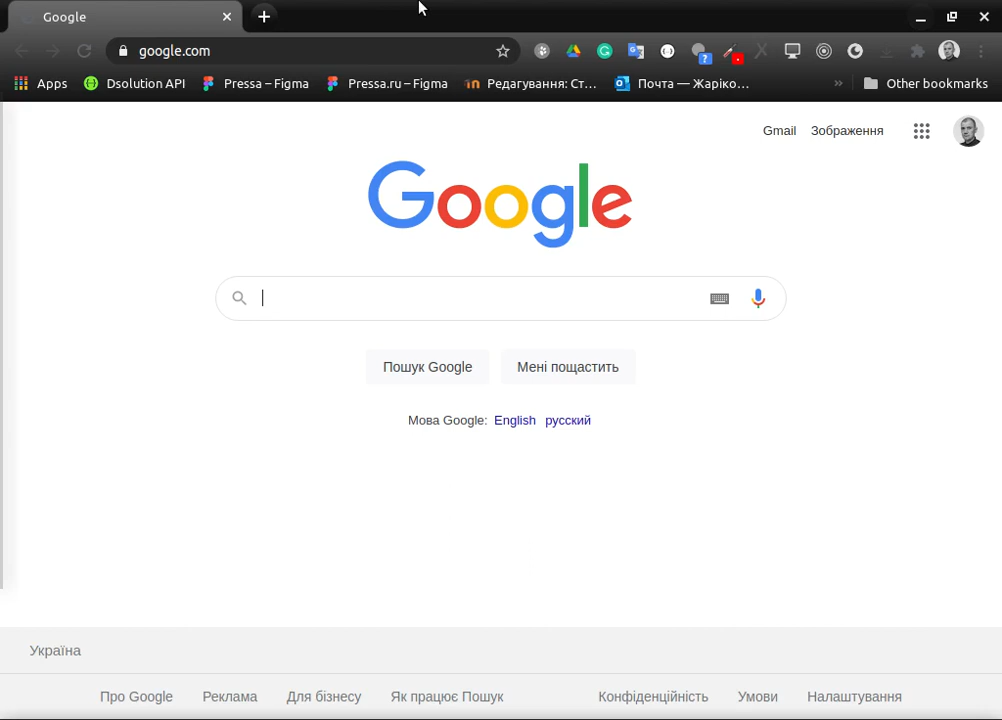 Google
google.com
Apps Dsolution API Pressa – Figma Pressa.ru – Figma Редагування: Ст... Почта — Жаріко... » Other bookmarks
Gmail Зображення
Google
Пошук Google Мені пощастить
Мова Google: English русский
Україна
Про Google Реклама Для бізнесу Як працює Пошук Конфіденційність Умови Налаштування